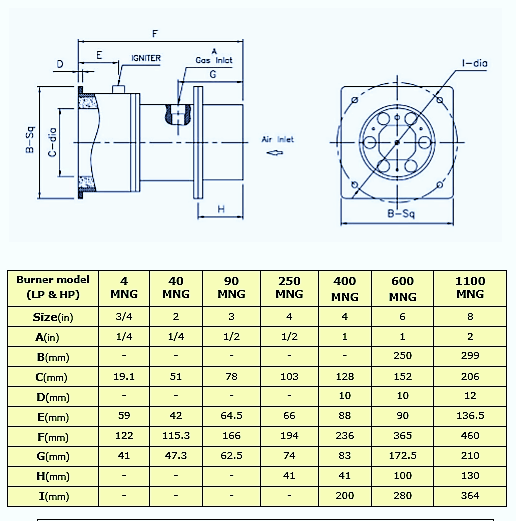 F
A
Gas Inlet
E
IGNITER
D
G
I-dia
B-Sq
C-dia
Air Inlet
H
B-Sq
Burner model (LP & HP) 4 MNG 40 MNG 90 MNG 250 MNG 400 MNG 600 MNG 1100 MNG
Size(in) 3/4 2 3 4 4 6 8
A(in) 1/4 1/4 1/2 1/2 1 1 2
B(mm) - - - - - 250 299
C(mm) 19.1 51 78 103 128 152 206
D(mm) - - - - 10 10 12
E(mm) 59 42 64.5 66 88 90 136.5
F(mm) 122 115.3 166 194 236 365 460
G(mm) 41 47.3 62.5 74 83 172.5 210
H(mm) - - - 41 41 100 130
I(mm) - - - - 200 280 364